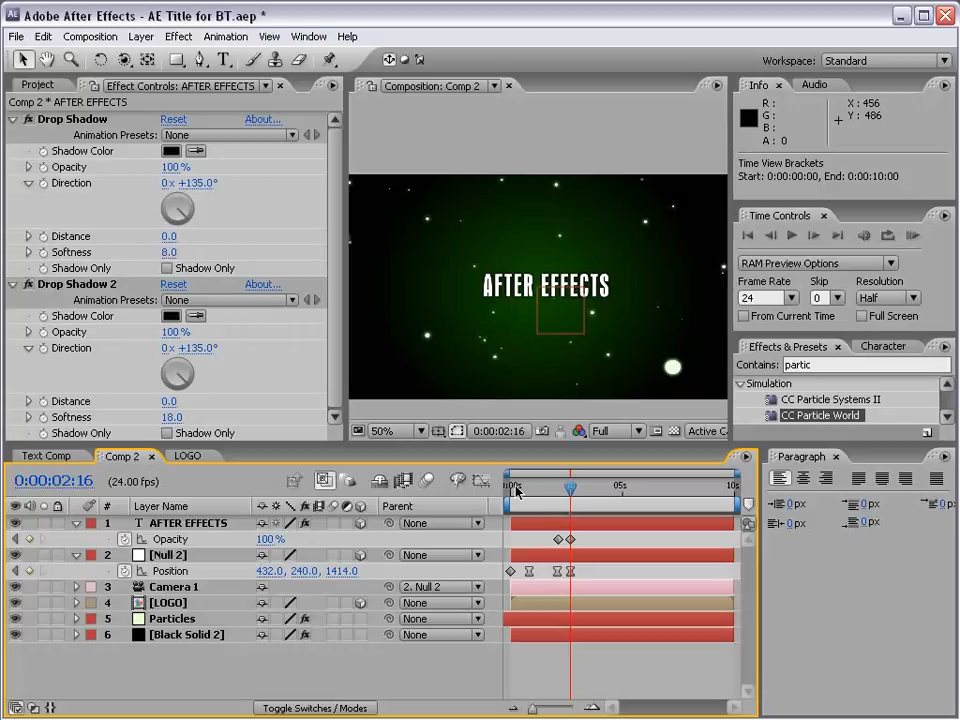 Adobe After Effects - AE Title for BT.aep *
File Edit Composition Layer Effect Animation View Window Help
Workspace: Standard
Project Effect Controls: AFTER EFFECTS
Comp 2 * AFTER EFFECTS
Drop Shadow Reset About...
Animation Presets: None
Shadow Color
Opacity 100 %
Direction 0 x +135.0°
Distance 0.0
Softness 8.0
Shadow Only Shadow Only
Drop Shadow 2 Reset About...
Animation Presets: None
Shadow Color
Opacity 100 %
Direction 0 x +135.0°
Distance 0.0
Softness 18.0
Shadow Only Shadow Only
Composition: Comp 2
AFTER EFFECTS
50% 0:00:02:16 Full Active C
Info Audio
R : X : 456
G : Y : 486
B :
A : 0
Time View Brackets
Start: 0:00:00:00, End: 0:00:10:00
Time Controls
RAM Preview Options
Frame Rate Skip Resolution
24 0 Half
From Current Time Full Screen
Effects & Presets Character
Contains: partic
Simulation
CC Particle Systems II
CC Particle World
Text Comp Comp 2 LOGO
0:00:02:16 (24.00 fps)
:00s 05s 10s
# Layer Name Parent
1 T AFTER EFFECTS None
Opacity 100 %
2 [Null 2] None
Position 432.0, 240.0, 1414.0
3 Camera 1 2. Null 2
4 [LOGO] None
5 Particles None
6 [Black Solid 2] None
Toggle Switches / Modes
Paragraph
0 px 0 px 0 px
0 px 0 px